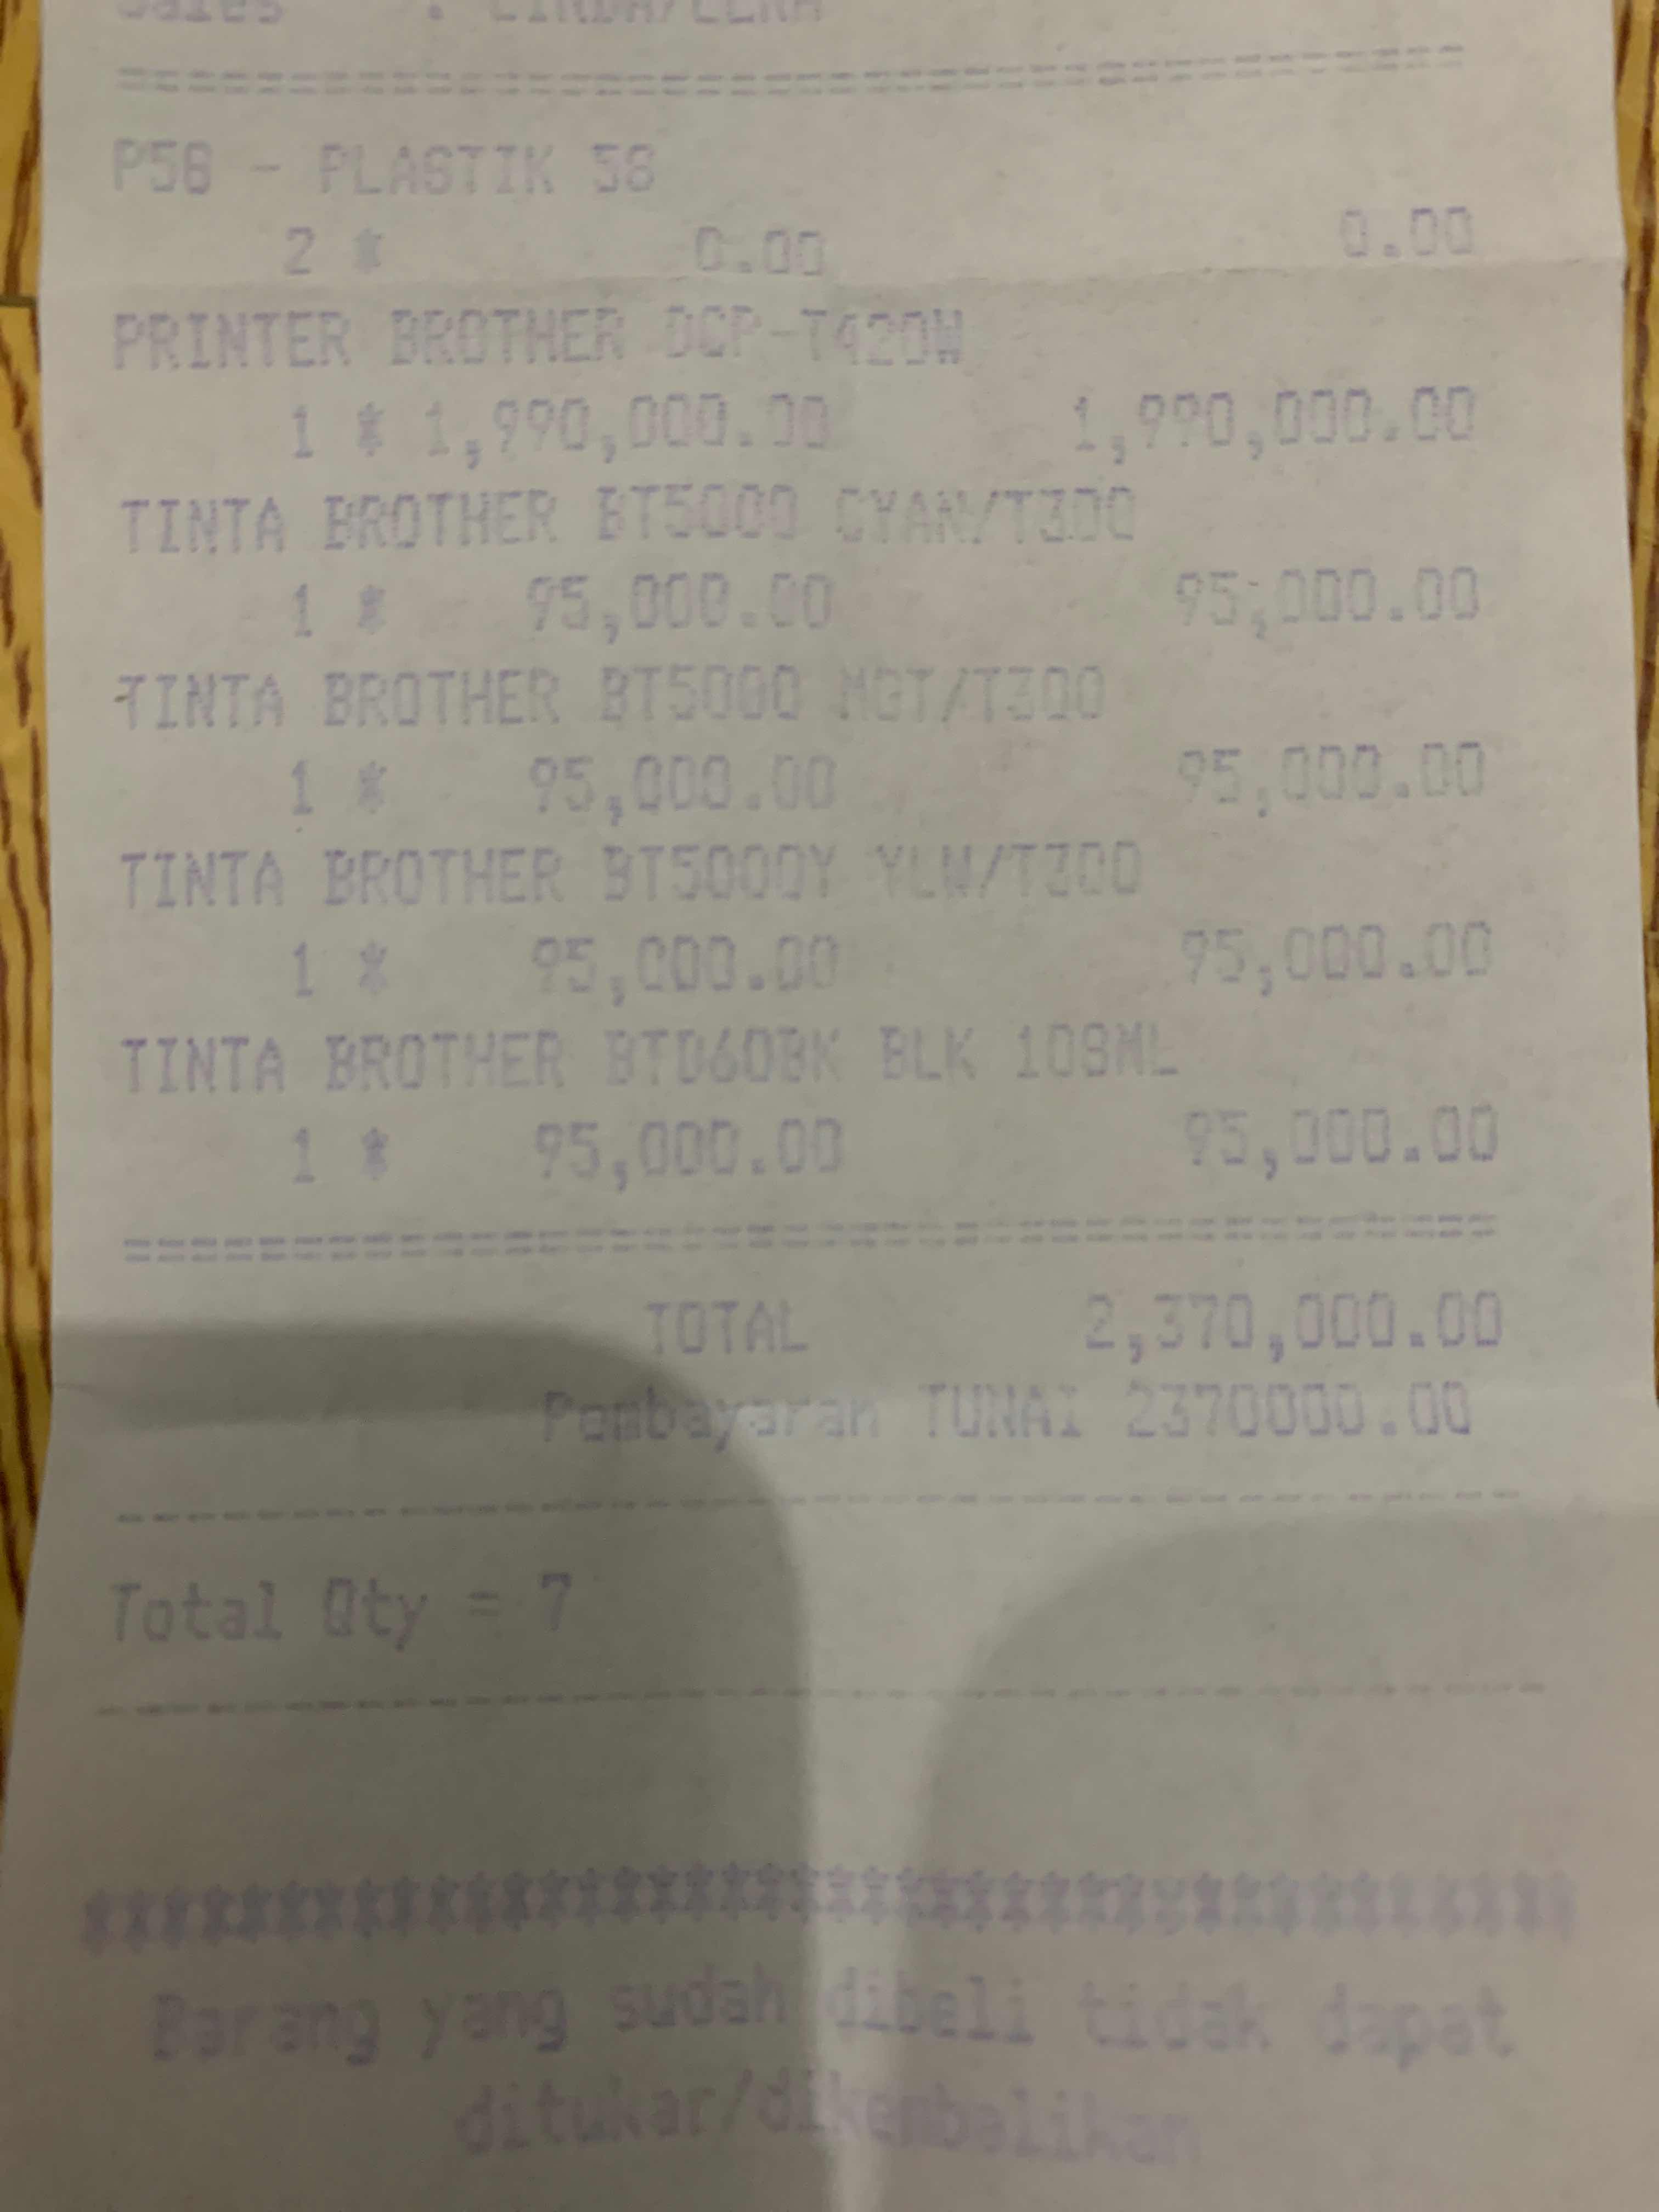 Sales : LINDA/LENA
P58 - PLASTIK 58
2 * 0.00 0.00
PRINTER BROTHER DCP-T420W
1 * 1,990,000.00 1,990,000.00
TINTA BROTHER BT5000 CYAN/T300
1 * 95,000.00 95,000.00
TINTA BROTHER BT5000 MGT/T300
1 * 95,000.00 95,000.00
TINTA BROTHER BT5000Y YLW/T300
1 * 95,000.00 95,000.00
TINTA BROTHER BTD60BK BLK 108ML
1 * 95,000.00 95,000.00
TOTAL 2,370,000.00
Pembayaran TUNAI 2370000.00
Total Qty = 7
Barang yang sudah dibeli tidak dapat
ditukar/dikembalikan